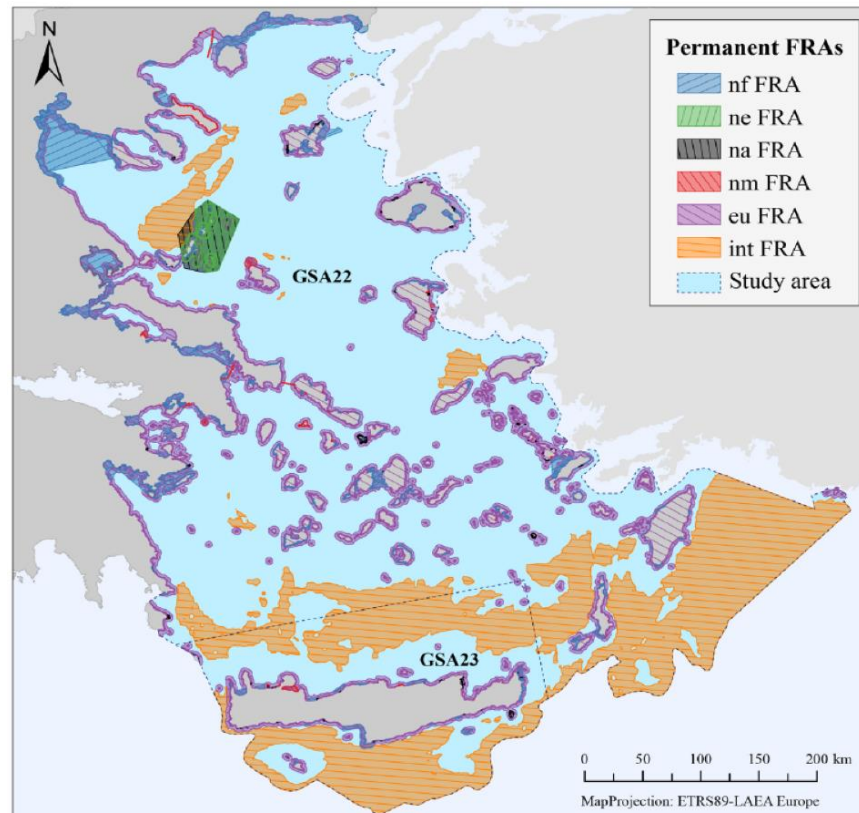 N
Permanent FRAs
nf FRA
ne FRA
na FRA
nm FRA
eu FRA
int FRA
Study area
GSA22
GSA23
0 50 100 200 km
MapProjection: ETRS89-LAEA Europe